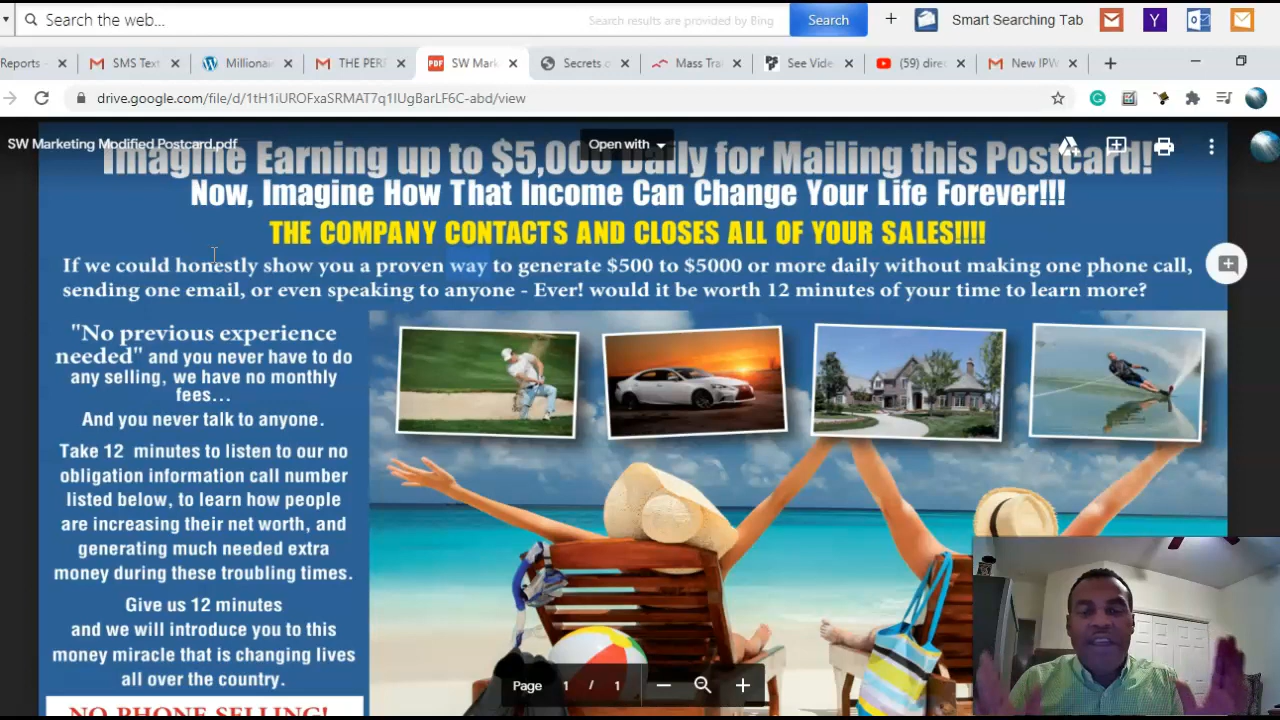 Search the web...
Search results are provided by Bing
Search
Smart Searching Tab
Reports
SMS Text
Millionai
THE PERF
SW Mark
Secrets o
Mass Tra
See Vide
(59) direc
New IPW
drive.google.com/file/d/1tH1iUROFxaSRMAT7q1IUgBarLF6C-abd/view
SW Marketing Modified Postcard.pdf
Open with
Imagine Earning up to $5,000 Daily for Mailing this Postcard!
Now, Imagine How That Income Can Change Your Life Forever!!!
THE COMPANY CONTACTS AND CLOSES ALL OF YOUR SALES!!!!
If we could honestly show you a proven way to generate $500 to $5000 or more daily without making one phone call,
sending one email, or even speaking to anyone - Ever! would it be worth 12 minutes of your time to learn more?
"No previous experience
needed" and you never have to do
any selling, we have no monthly
fees...
And you never talk to anyone.
Take 12 minutes to listen to our no
obligation information call number
listed below, to learn how people
are increasing their net worth, and
generating much needed extra
money during these troubling times.
Give us 12 minutes
and we will introduce you to this
money miracle that is changing lives
all over the country.
NO PHONE SELLING!
Page 1 / 1